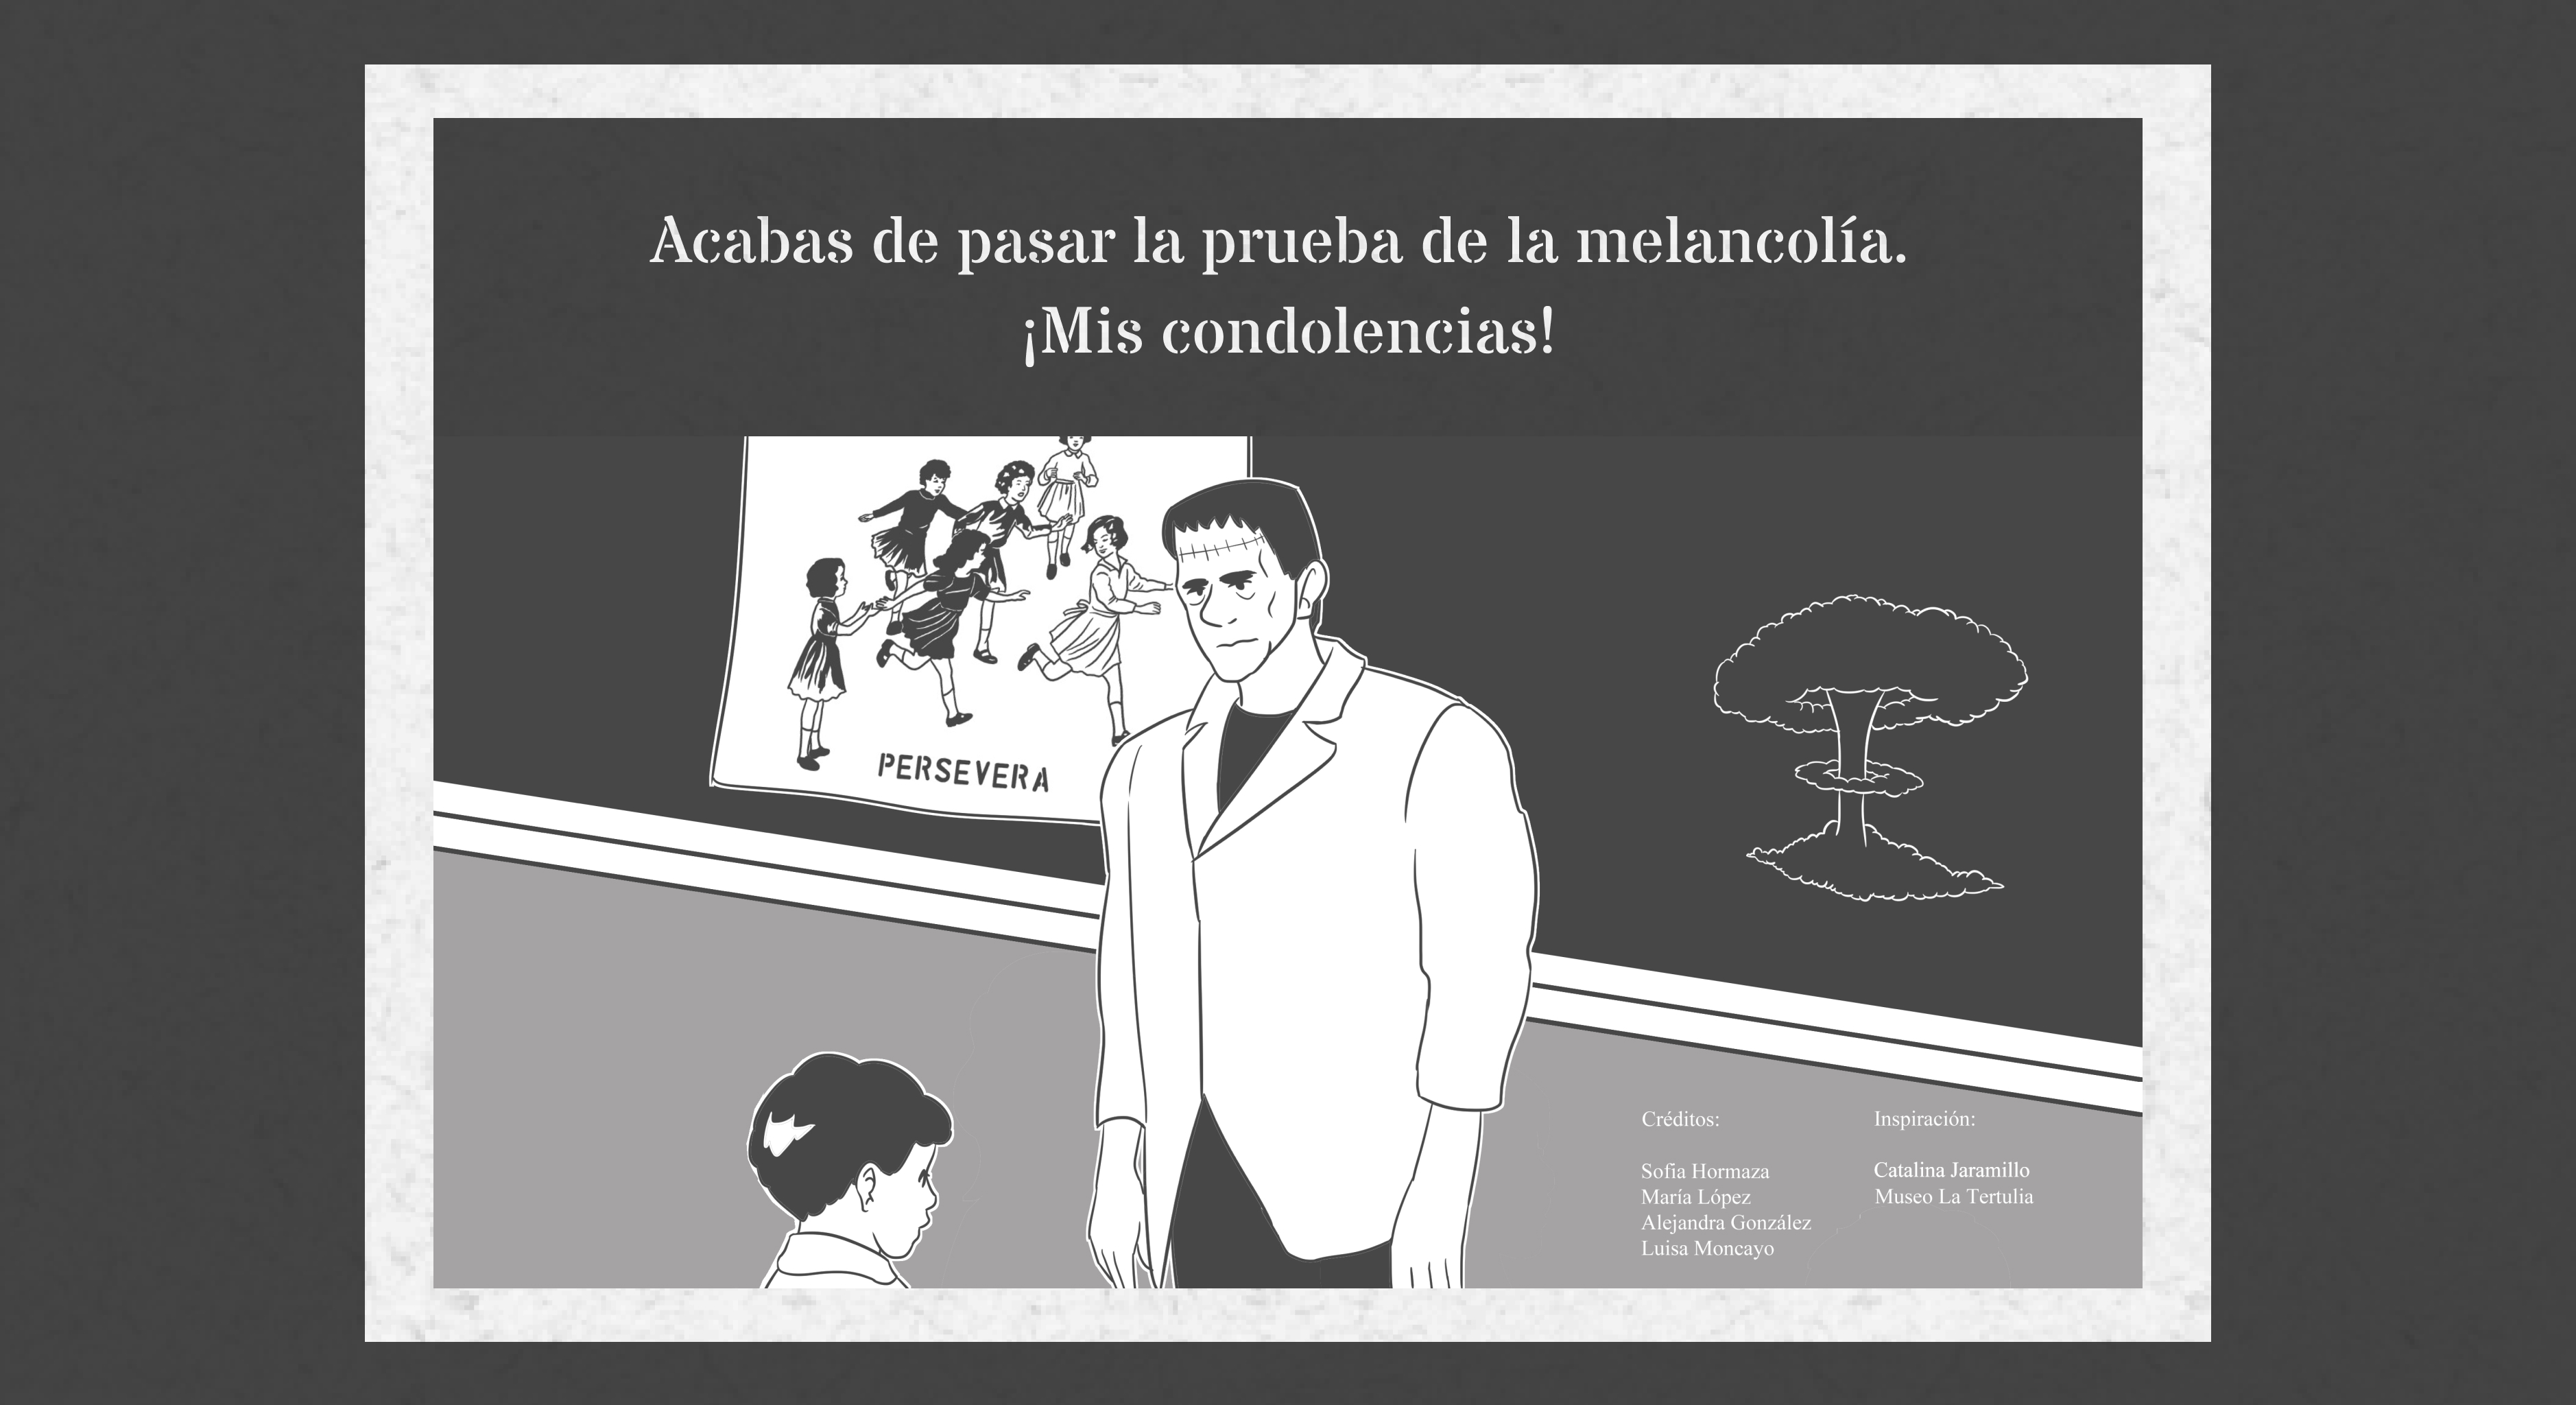 Acabas de pasar la prueba de la melancolía.
¡Mis condolencias!
PERSEVERA
Créditos:
Sofia Hormaza
María López
Alejandra González
Luisa Moncayo
Inspiración:
Catalina Jaramillo
Museo La Tertulia